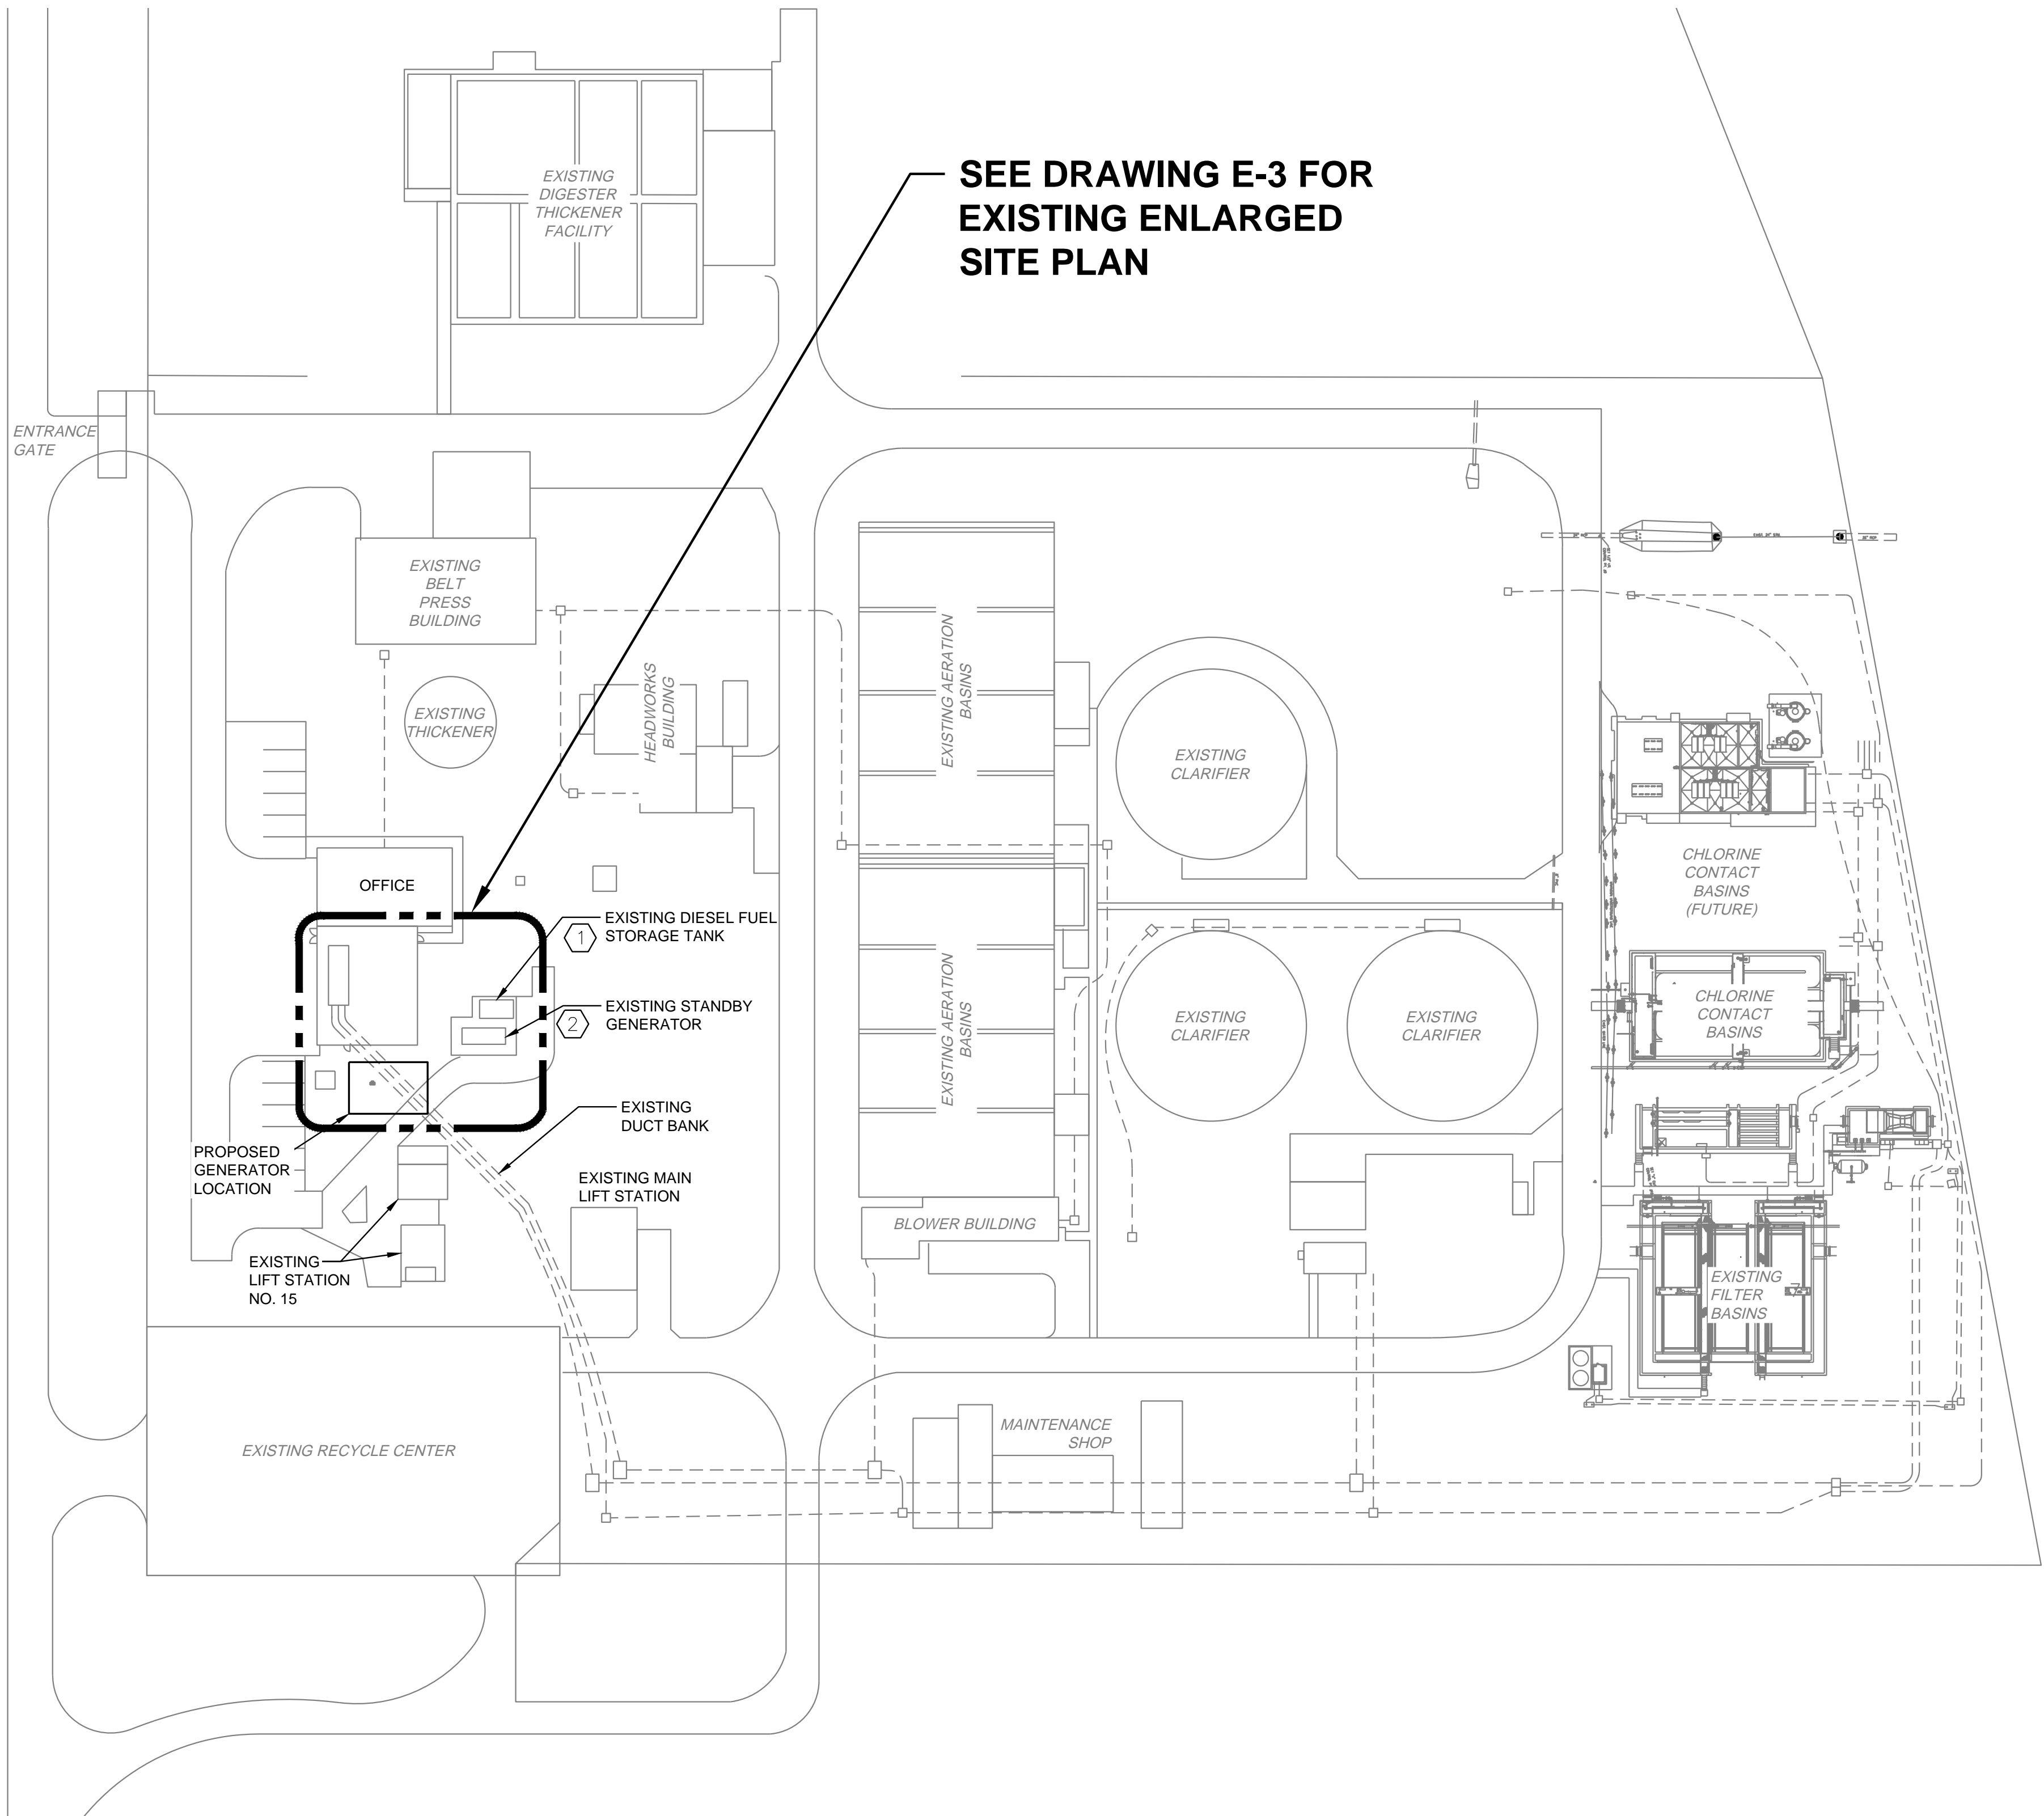 EXISTING
DIGESTER
THICKENER
FACILITY
SEE DRAWING E-3 FOR
EXISTING ENLARGED
SITE PLAN
ENTRANCE
GATE
EXISTING
BELT
PRESS
BUILDING
EXISTING
THICKENER
HEADWORKS
BUILDING
EXISTING AERATION
BASINS
EXISTING
CLARIFIER
CHLORINE
CONTACT
BASINS
(FUTURE)
OFFICE
EXISTING DIESEL FUEL
STORAGE TANK
1
EXISTING STANDBY
GENERATOR
2
EXISTING AERATION
BASINS
EXISTING
CLARIFIER
EXISTING
CLARIFIER
CHLORINE
CONTACT
BASINS
EXISTING
DUCT BANK
PROPOSED
GENERATOR
LOCATION
EXISTING MAIN
LIFT STATION
BLOWER BUILDING
EXISTING
LIFT STATION
NO. 15
EXISTING
FILTER
BASINS
EXISTING RECYCLE CENTER
MAINTENANCE
SHOP